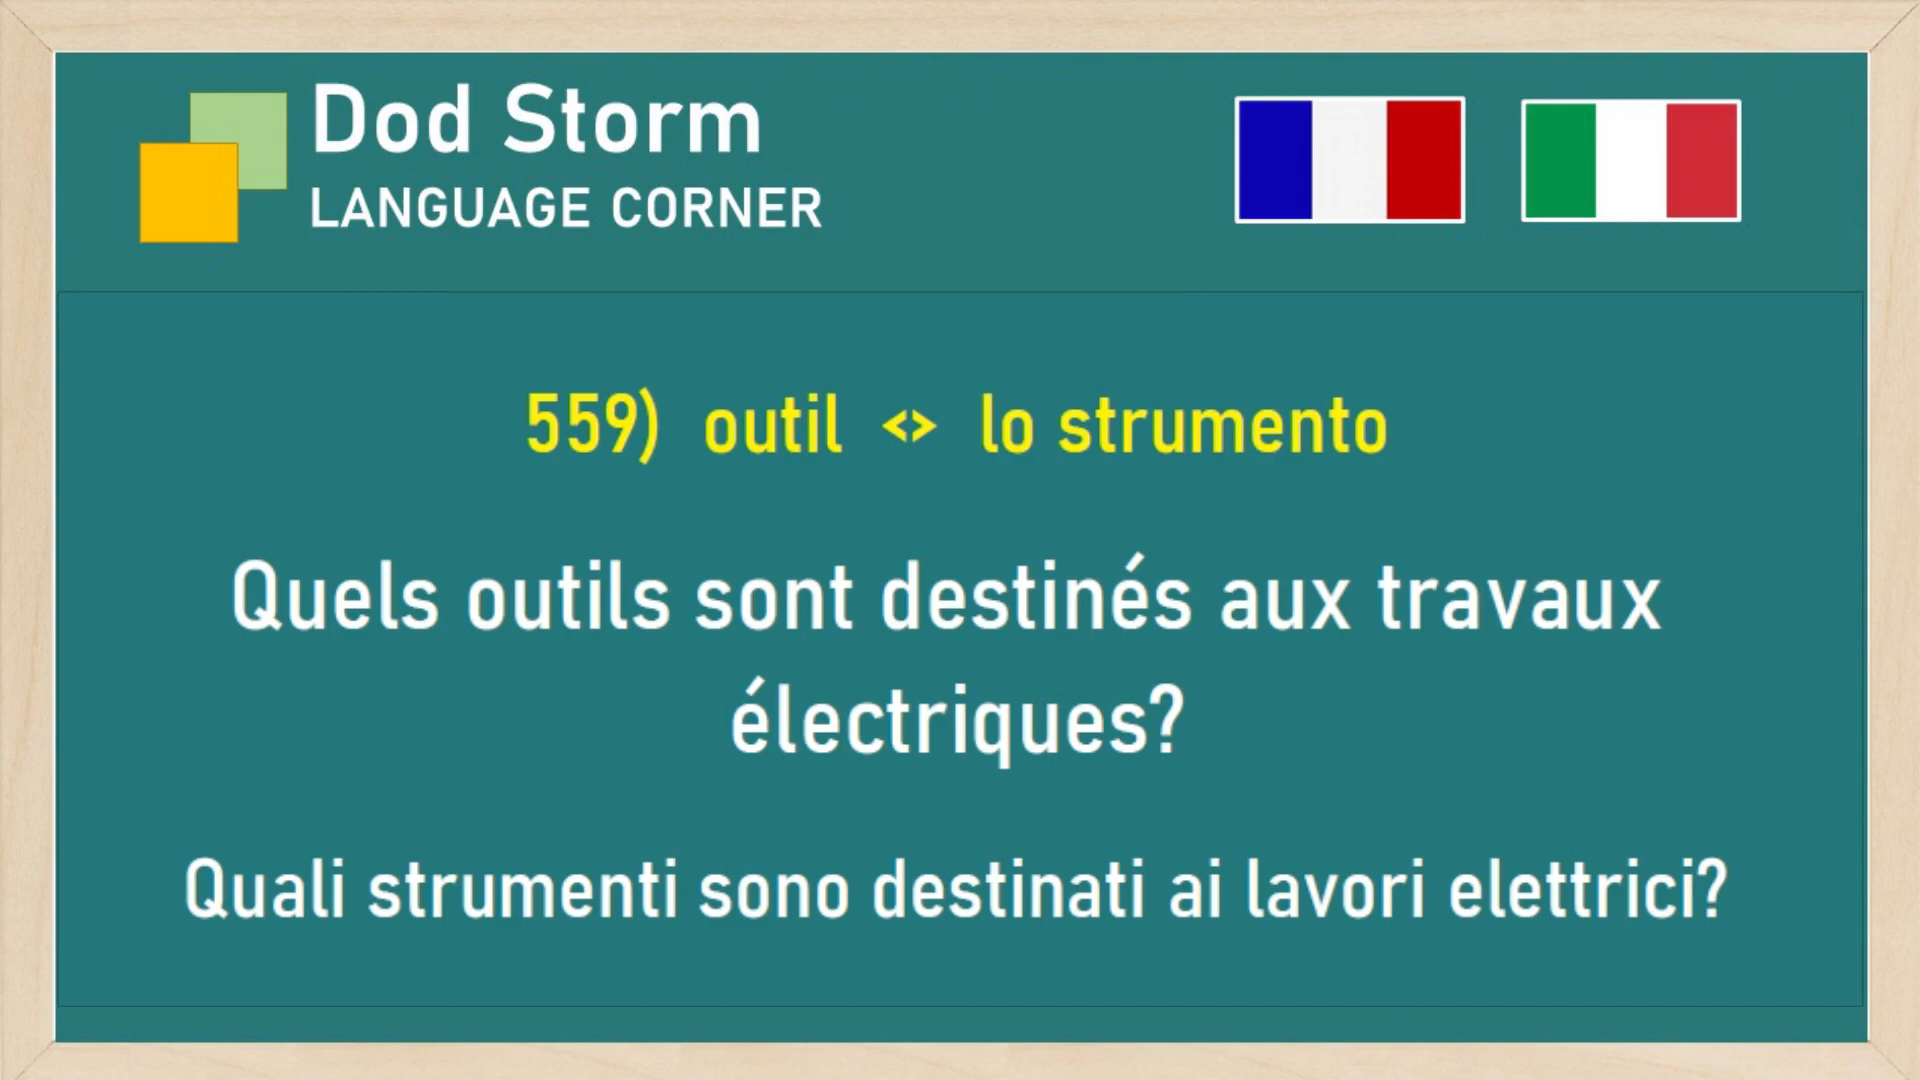 Dod Storm
LANGUAGE CORNER
559) outil <> lo strumento
Quels outils sont destinés aux travaux
électriques?
Quali strumenti sono destinati ai lavori elettrici?